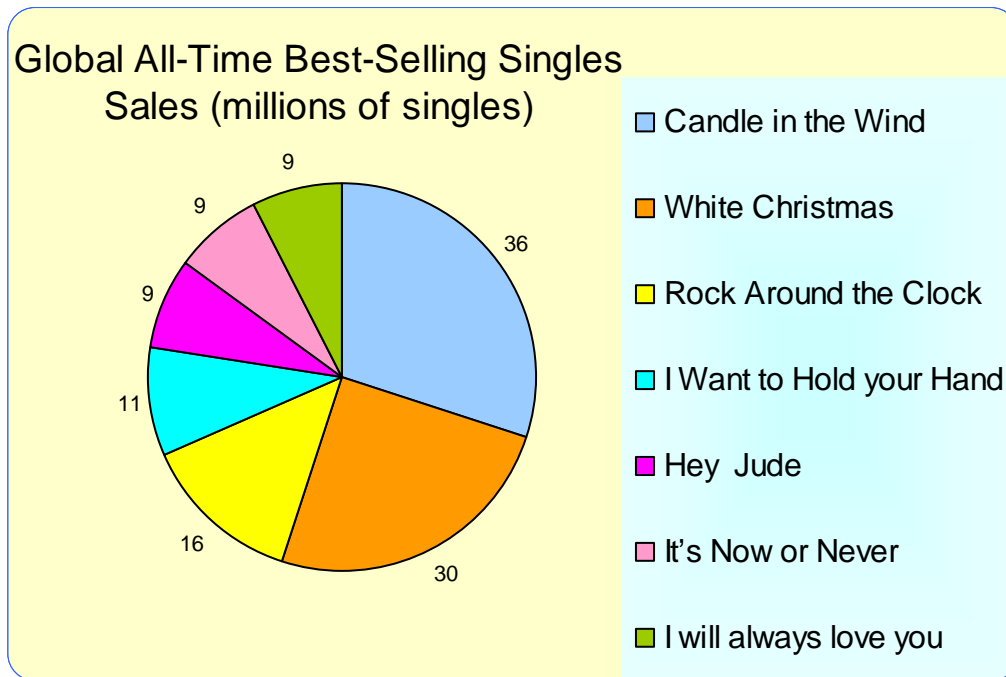 Global All-Time Best-Selling Singles
Sales (millions of singles)
9
9
9
11
16
30
36
Candle in the Wind
White Christmas
Rock Around the Clock
I Want to Hold your Hand
Hey Jude
It’s Now or Never
I will always love you